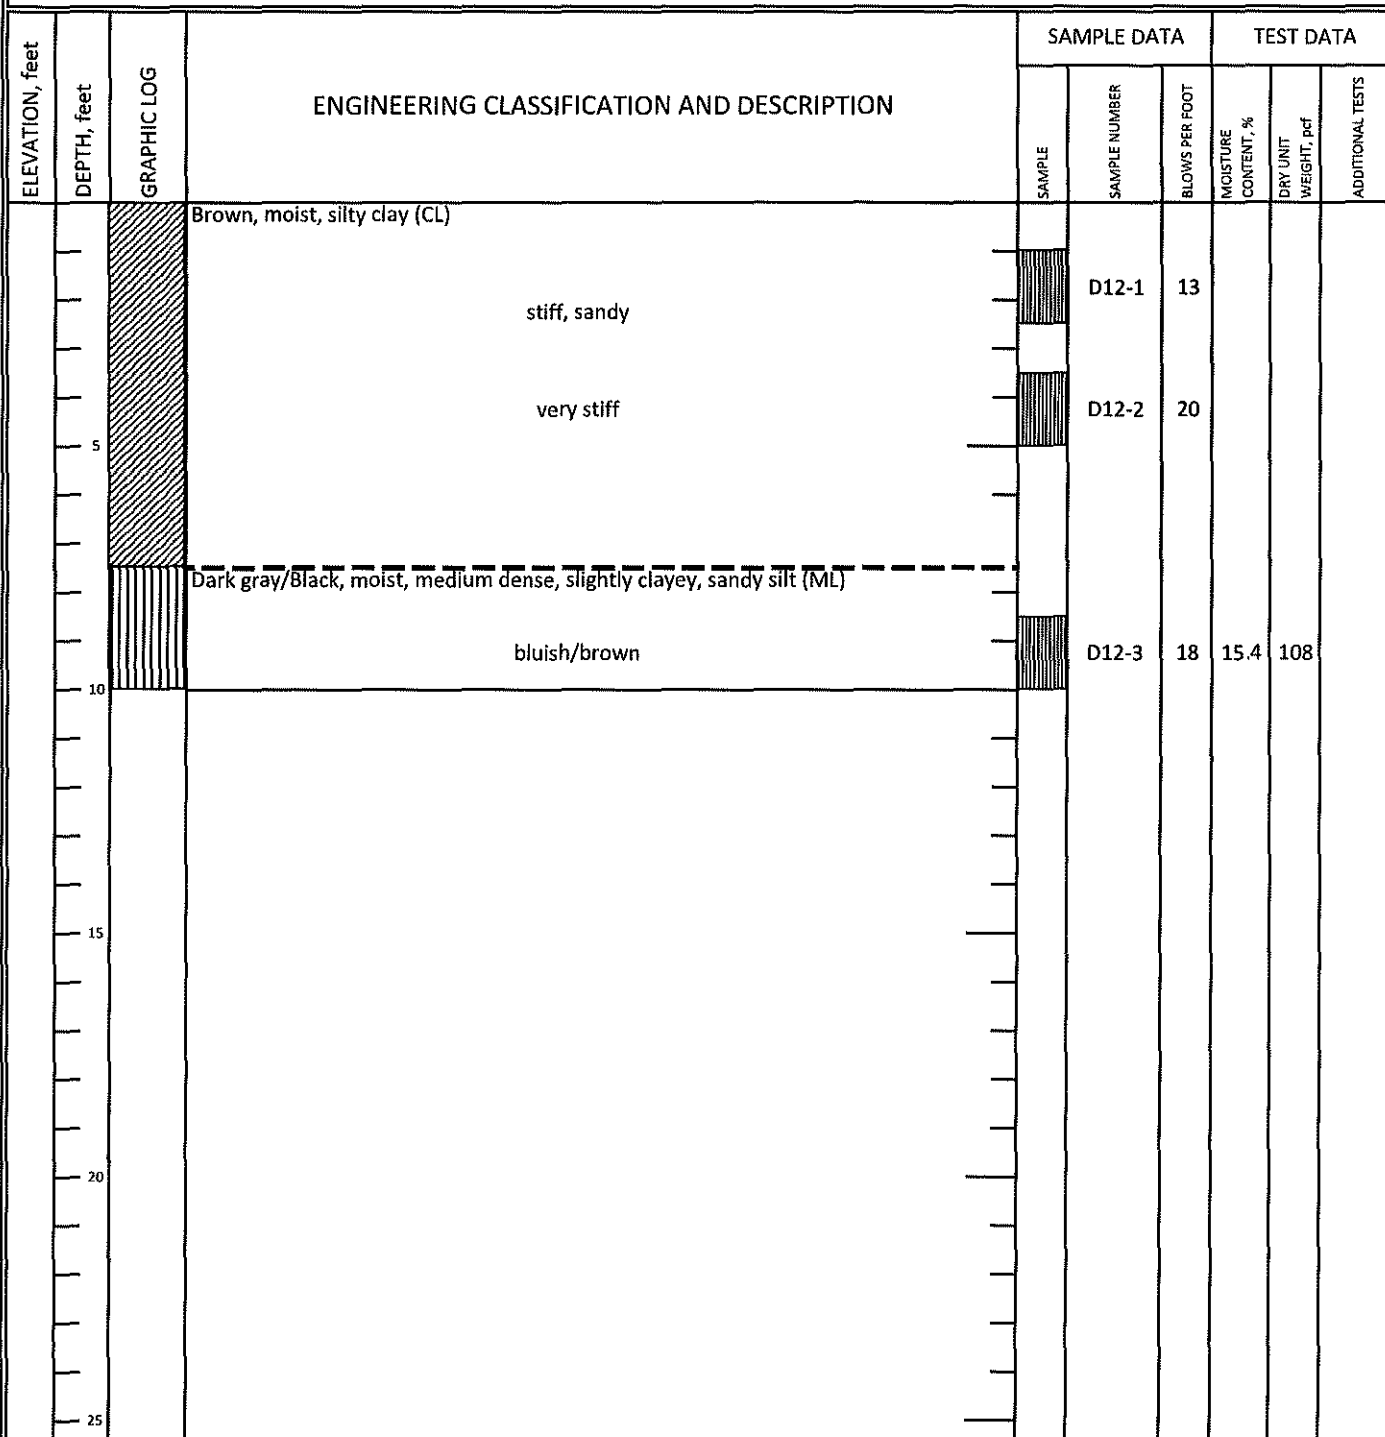 SAMPLE DATA TEST DATA
ELEVATION, feet
DEPTH, feet
GRAPHIC LOG
ENGINEERING CLASSIFICATION AND DESCRIPTION
SAMPLE
SAMPLE NUMBER
BLOWS PER FOOT
MOISTURE
CONTENT, %
DRY UNIT
WEIGHT, pcf
ADDITIONAL TESTS
Brown, moist, silty clay (CL)
D12-1 13
stiff, sandy
very stiff D12-2 20
5
Dark gray/Black, moist, medium dense, slightly clayey, sandy silt (ML)
bluish/brown D12-3 18 15.4 108
10
15
20
25